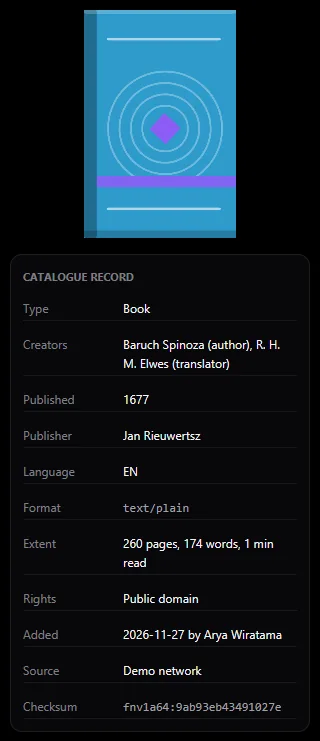 CATALOGUE RECORD
Type Book
Creators Baruch Spinoza (author), R. H.
M. Elwes (translator)
Published 1677
Publisher Jan Rieuwertsz
Language EN
Format text/plain
Extent 260 pages, 174 words, 1 min
read
Rights Public domain
Added 2026-11-27 by Arya Wiratama
Source Demo network
Checksum fnv1a64:9ab93eb43491027e